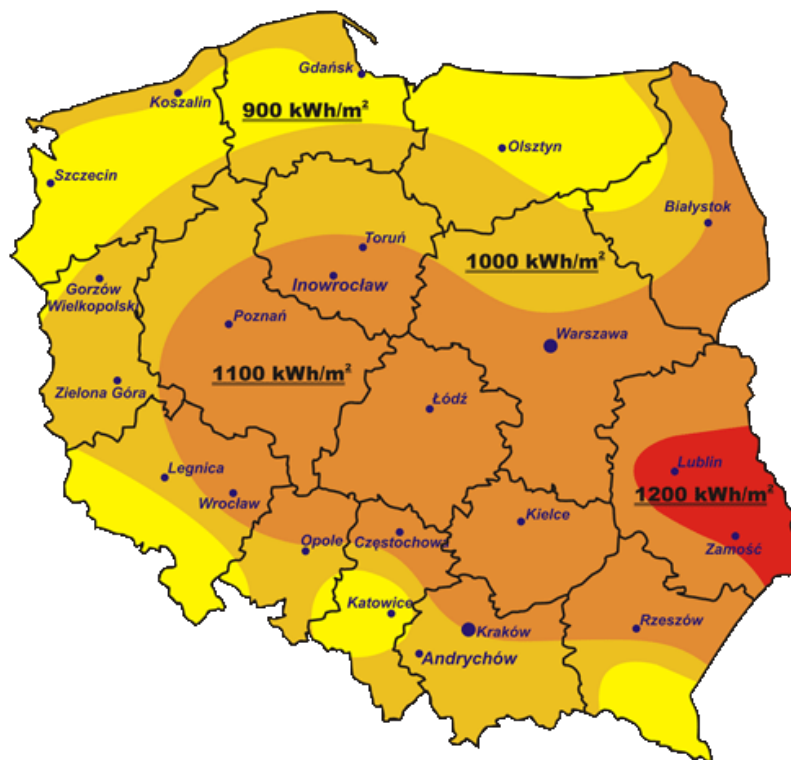 Gdańsk
Koszalin
900 kWh/m²
Olsztyn
Szczecin
Białystok
Toruń
1000 kWh/m²
Gorzów
Wielkopolski
Inowrocław
Poznań
Warszawa
1100 kWh/m²
Zielona Góra
Łódź
Legnica
Lublin
Wrocław
1200 kWh/m²
Kielce
Opole
Częstochowa
Zamość
Katowice
Kraków
Rzeszów
Andrychów